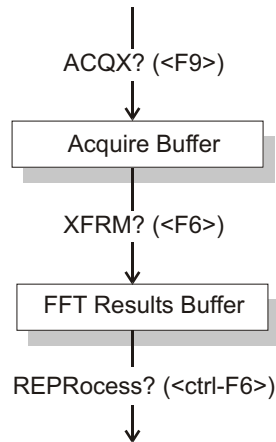 ACQX? (<F9>)
Acquire Buffer
XFRM? (<F6>)
FFT Results Buffer
REPRocess? (<ctrl-F6>)